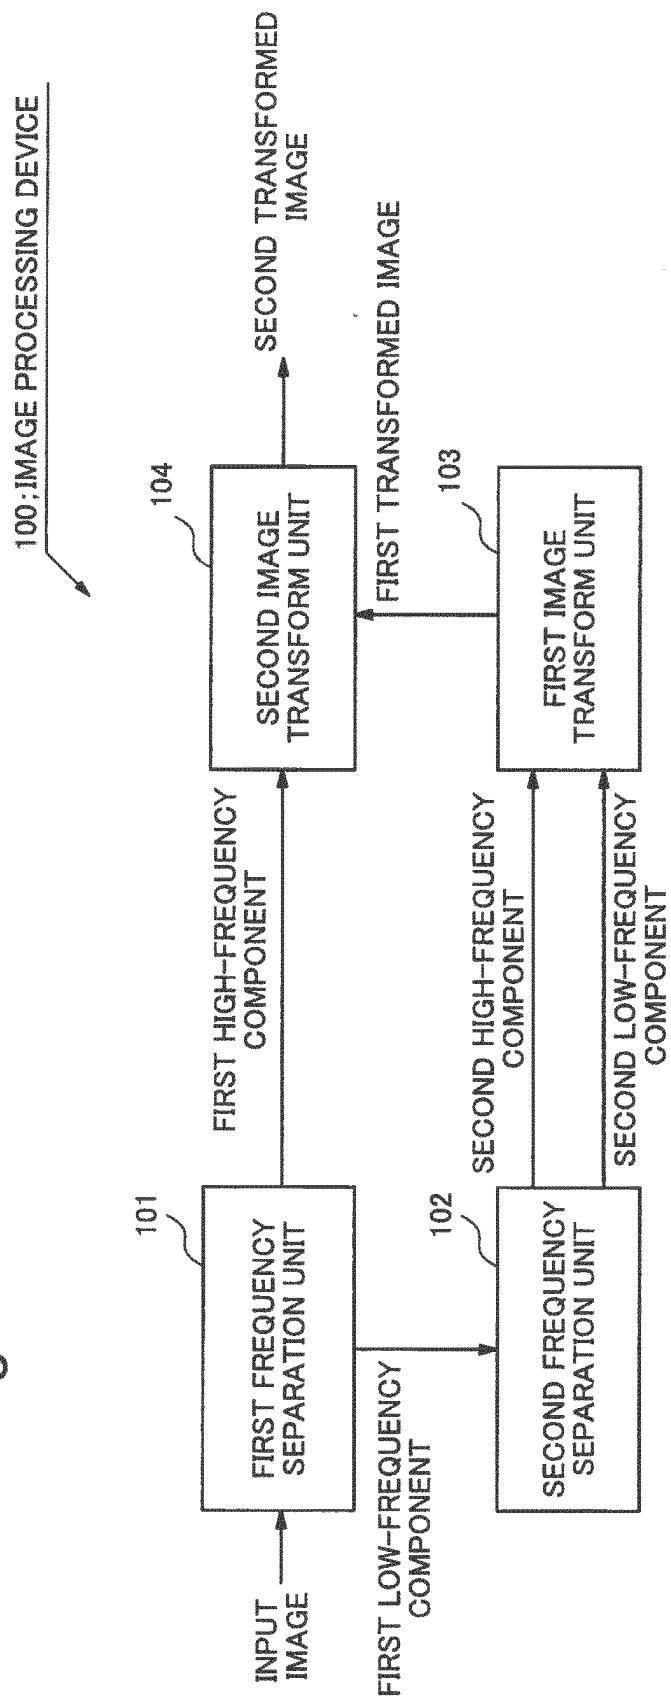 100;IMAGE PROCESSING DEVICE
INPUT
IMAGE
101
FIRST FREQUENCY
SEPARATION UNIT
FIRST HIGH-FREQUENCY
COMPONENT
104
SECOND IMAGE
TRANSFORM UNIT
SECOND TRANSFORMED
IMAGE
FIRST LOW-FREQUENCY
COMPONENT
FIRST TRANSFORMED IMAGE
102
SECOND FREQUENCY
SEPARATION UNIT
SECOND HIGH-FREQUENCY
COMPONENT
SECOND LOW-FREQUENCY
COMPONENT
103
FIRST IMAGE
TRANSFORM UNIT